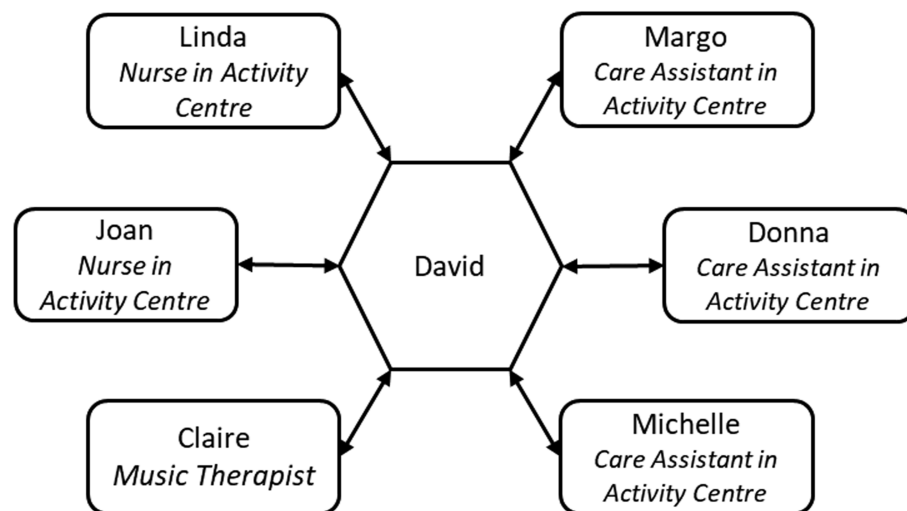 Linda
Nurse in Activity
Centre
Margo
Care Assistant in
Activity Centre
Joan
Nurse in
Activity Centre
David
Donna
Care Assistant in
Activity Centre
Claire
Music Therapist
Michelle
Care Assistant in
Activity Centre